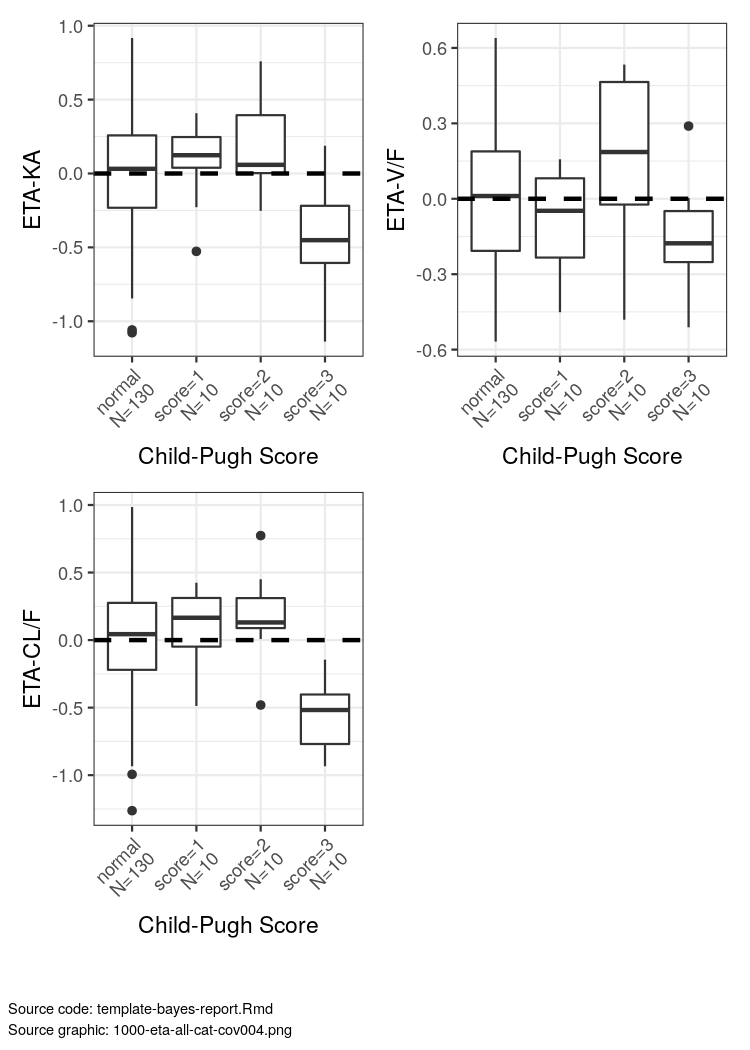 ETA-KA
1.0
0.5
0.0
-0.5
-1.0
normal
N=130
score=1
N=10
score=2
N=10
score=3
N=10
Child-Pugh Score
ETA-V/F
0.6
0.3
0.0
-0.3
-0.6
normal
N=130
score=1
N=10
score=2
N=10
score=3
N=10
Child-Pugh Score
ETA-CL/F
1.0
0.5
0.0
-0.5
-1.0
normal
N=130
score=1
N=10
score=2
N=10
score=3
N=10
Child-Pugh Score
Source code: template-bayes-report.Rmd
Source graphic: 1000-eta-all-cat-cov004.png